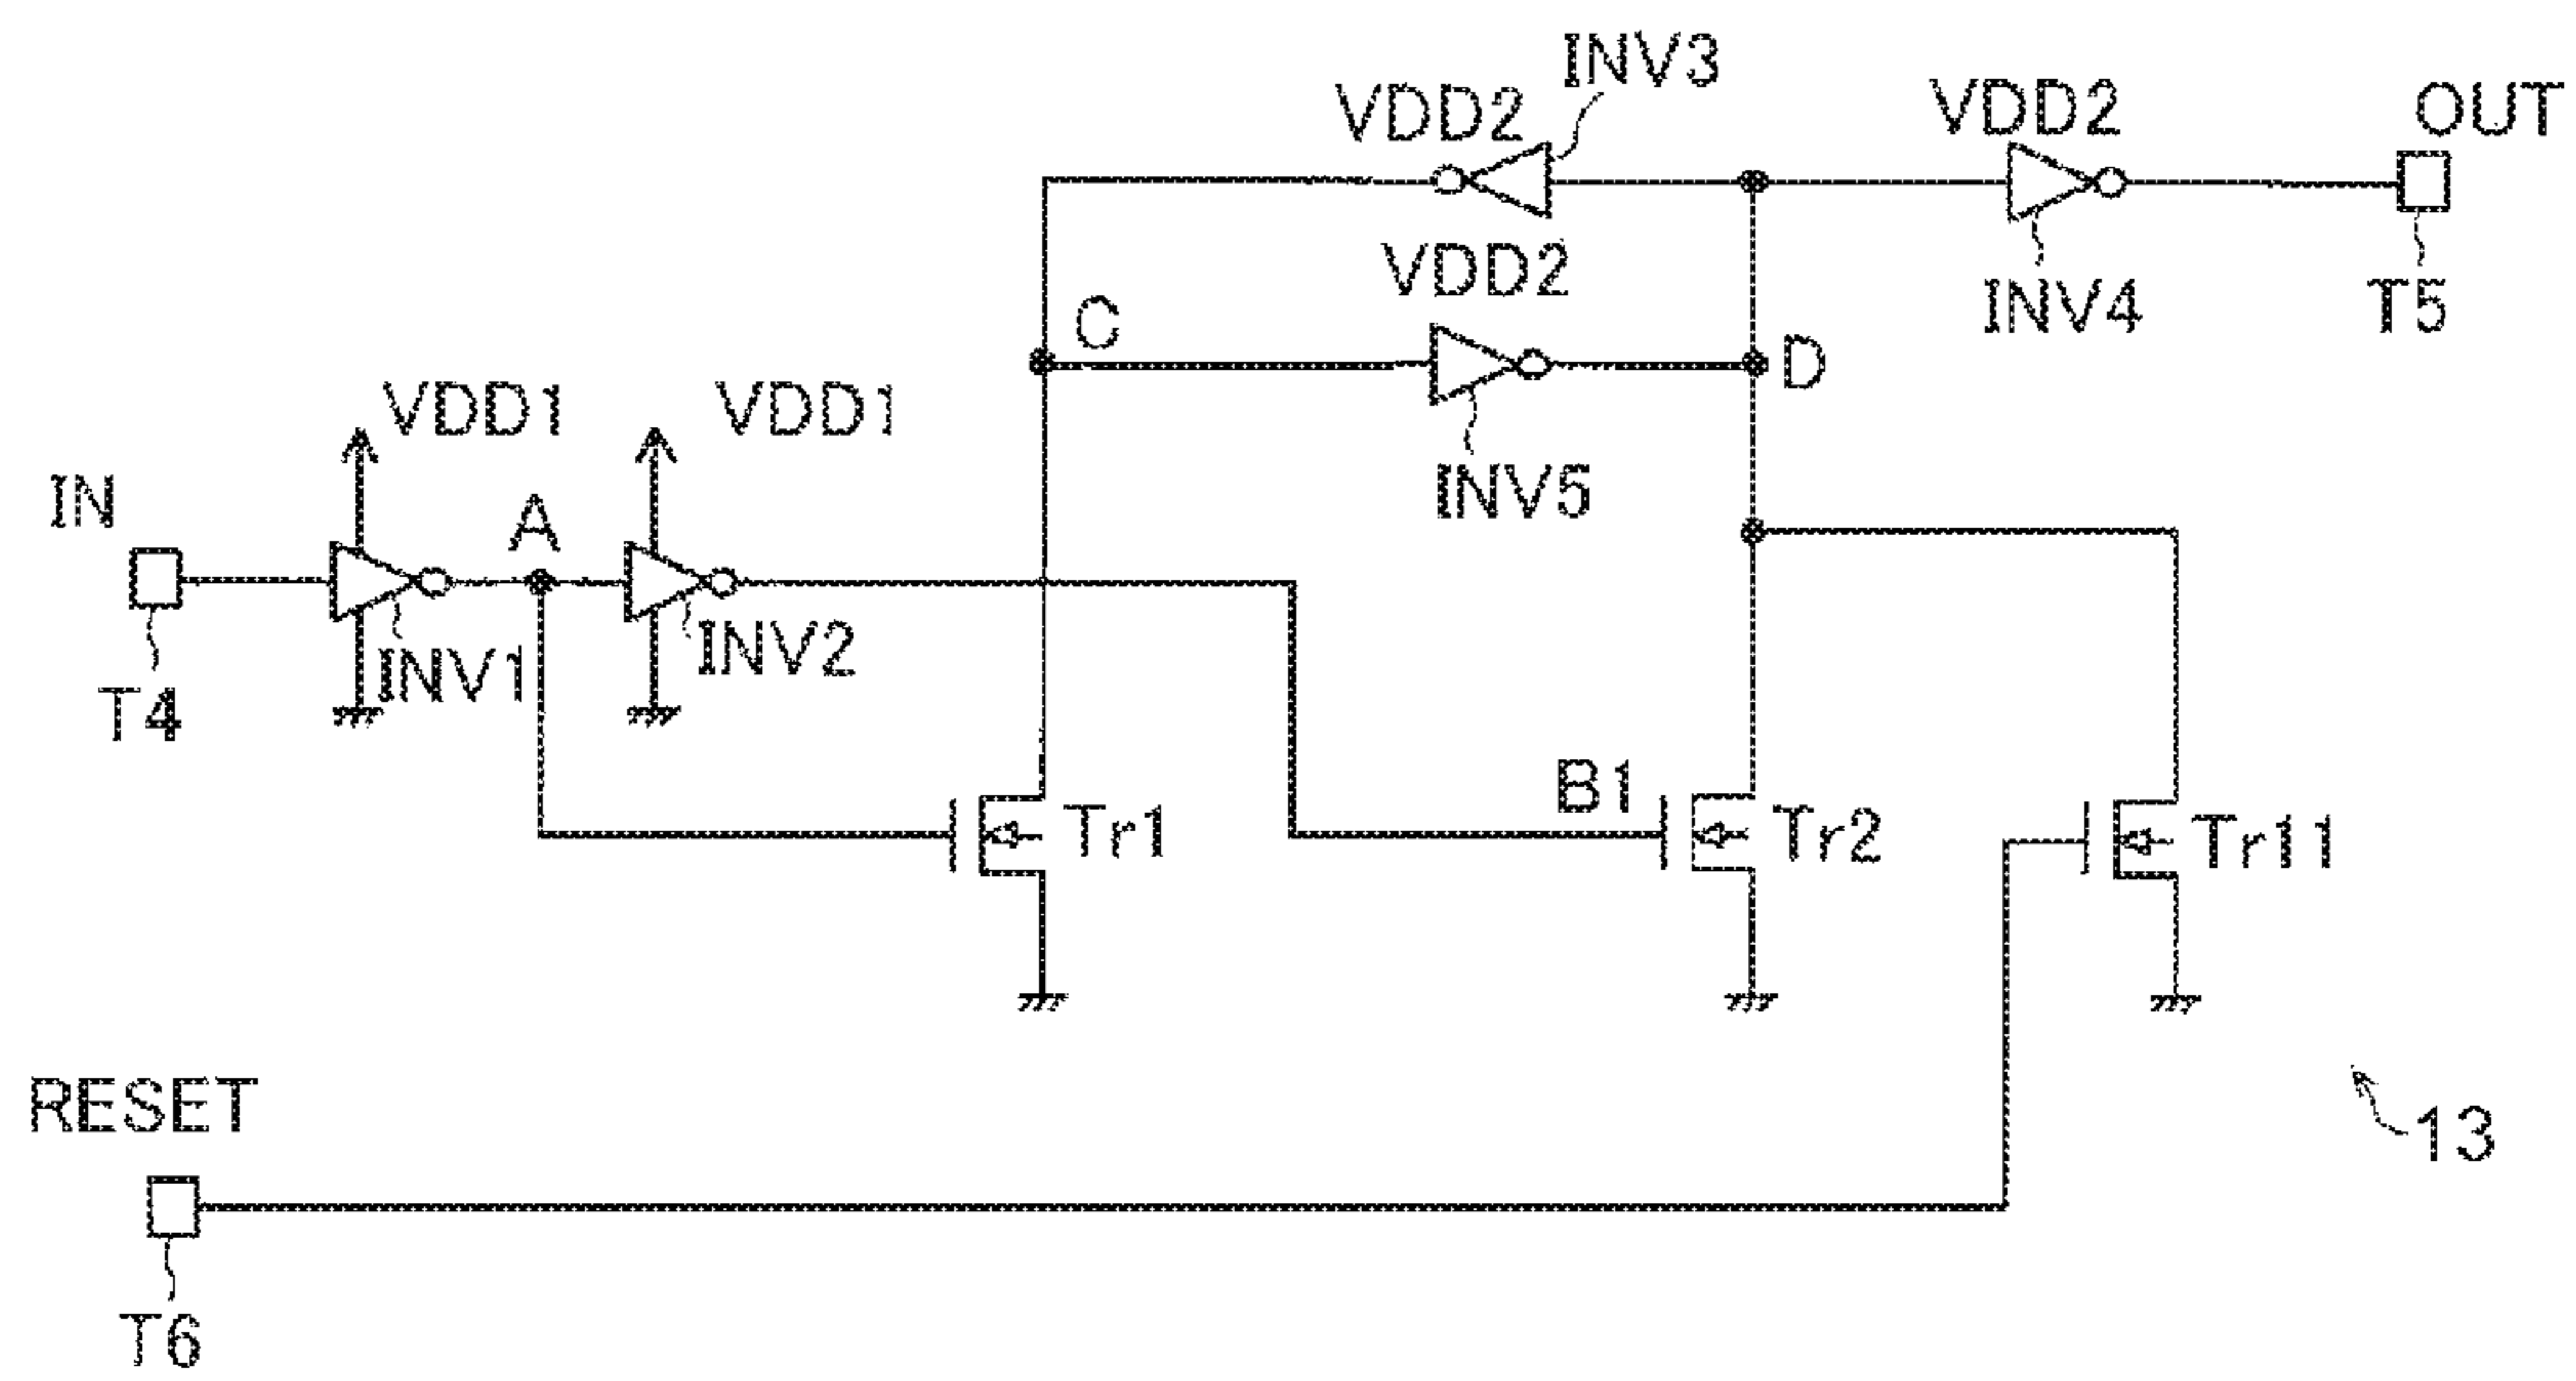 INV3
VDD2
VDD2
OUT
VDD2
INV4
T5
C
D
VDD1
VDD1
INV5
IN
A
INV1
INV2
T4
B1
Tr1
Tr2
Tr11
RESET
13
T6